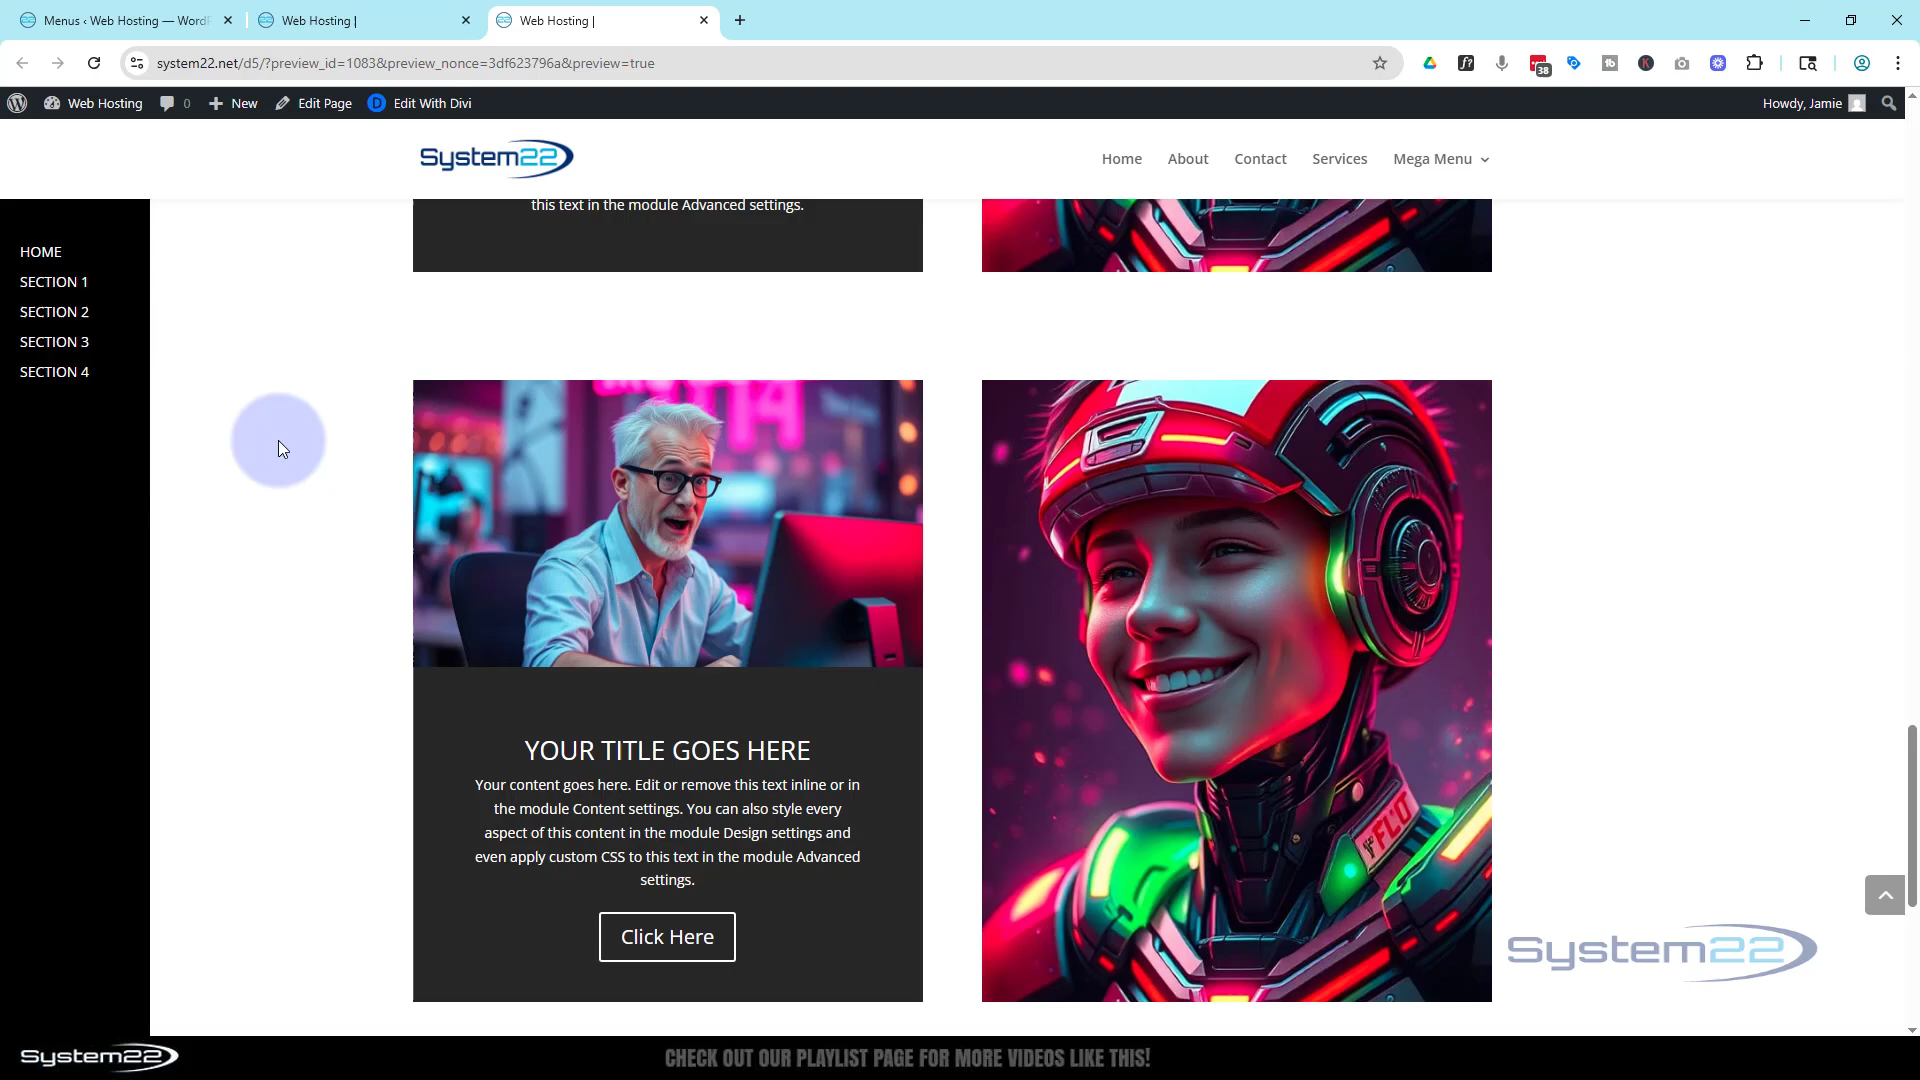 Menus ‹ Web Hosting — WordP
Web Hosting |
Web Hosting |
system22.net/d5/?preview_id=1083&preview_nonce=3df623796a&preview=true
38
Web Hosting
0
New
Edit Page
D
Edit With Divi
Howdy, Jamie
System22
Home
About
Contact
Services
Mega Menu
this text in the module Advanced settings.
HOME
SECTION 1
SECTION 2
SECTION 3
SECTION 4
YOUR TITLE GOES HERE
Your content goes here. Edit or remove this text inline or in
the module Content settings. You can also style every
aspect of this content in the module Design settings and
even apply custom CSS to this text in the module Advanced
settings.
Click Here
System22
System22
CHECK OUT OUR PLAYLIST PAGE FOR MORE VIDEOS LIKE THIS!